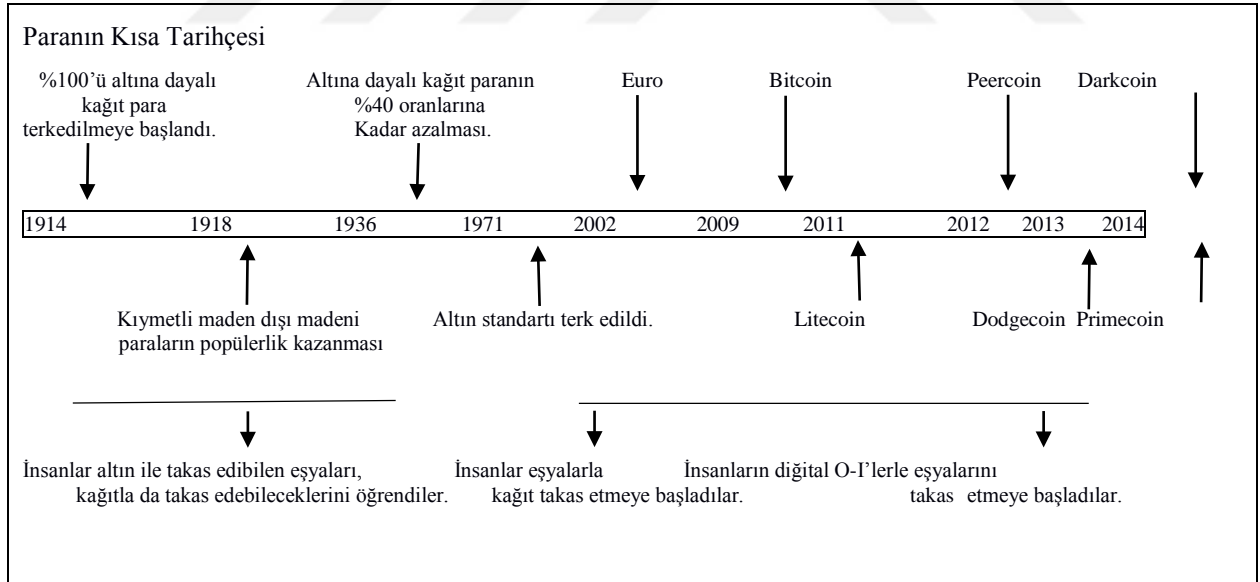 Paranın Kısa Tarihçesi
%100’ü altına dayalı
kağıt para
terkedilmeye başlandı.
Altına dayalı kağıt paranın
%40 oranlarına
Kadar azalması.
Euro
Bitcoin
Peercoin
Darkcoin
1914 1918 1936 1971 2002 2009 2011 2012 2013 2014
Kıymetli maden dışı madeni
paraların popülerlik kazanması
Altın standartı terk edildi.
Litecoin
Dodgecoin
Primecoin
İnsanlar altın ile takas edibilen eşyaları,
kağıtla da takas edebileceklerini öğrendiler.
İnsanlar eşyalarla
kağıt takas etmeye başladılar.
İnsanların diğital O-I’lerle eşyalarını
takas etmeye başladılar.